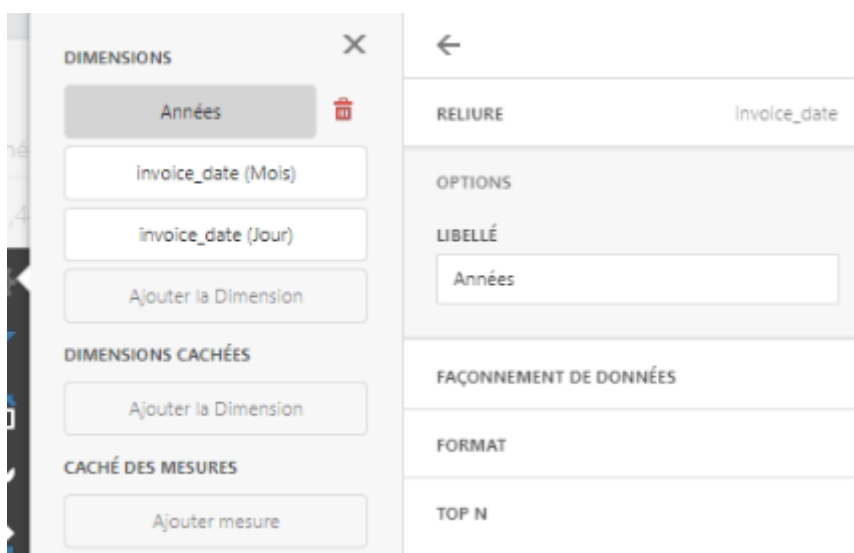 DIMENSIONS
Années
invoice_date (Mois)
invoice_date (Jour)
Ajouter la Dimension
DIMENSIONS CACHÉES
Ajouter la Dimension
CACHÉ DES MESURES
Ajouter mesure
RELIURE
invoice_date
OPTIONS
LIBELLÉ
Années
FAÇONNEMENT DE DONNÉES
FORMAT
TOP N